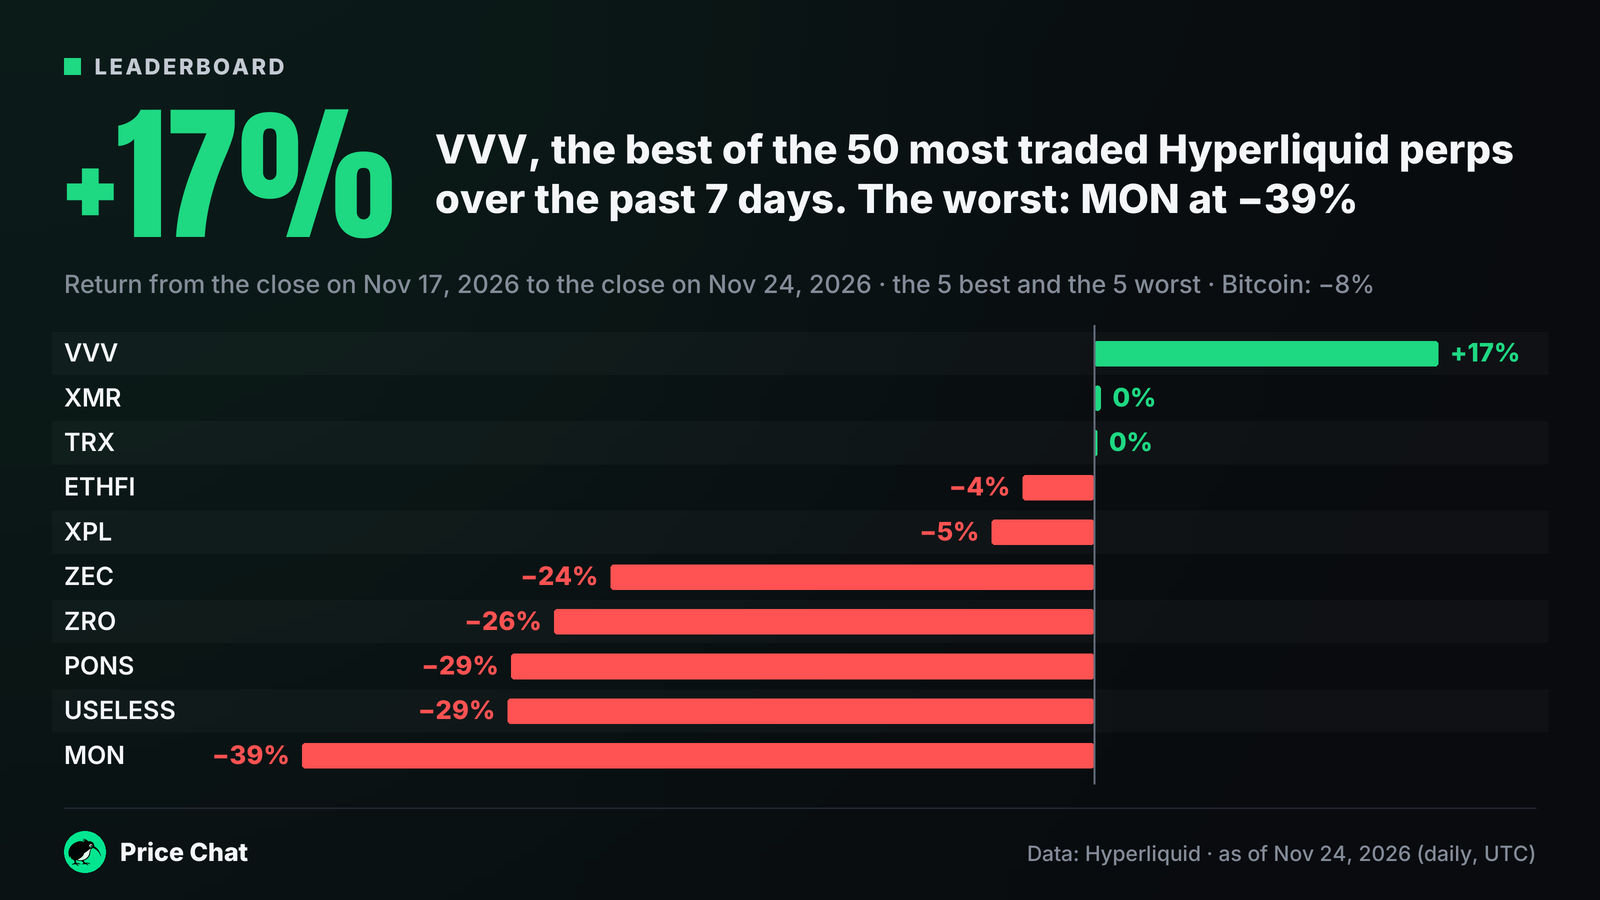 LEADERBOARD
+17%
VVV, the best of the 50 most traded Hyperliquid perps
over the past 7 days. The worst: MON at −39%
Return from the close on Nov 17, 2026 to the close on Nov 24, 2026 · the 5 best and the 5 worst · Bitcoin: −8%
VVV +17%
XMR 0%
TRX 0%
ETHFI −4%
XPL −5%
ZEC −24%
ZRO −26%
PONS −29%
USELESS −29%
MON −39%
Price Chat
Data: Hyperliquid · as of Nov 24, 2026 (daily, UTC)